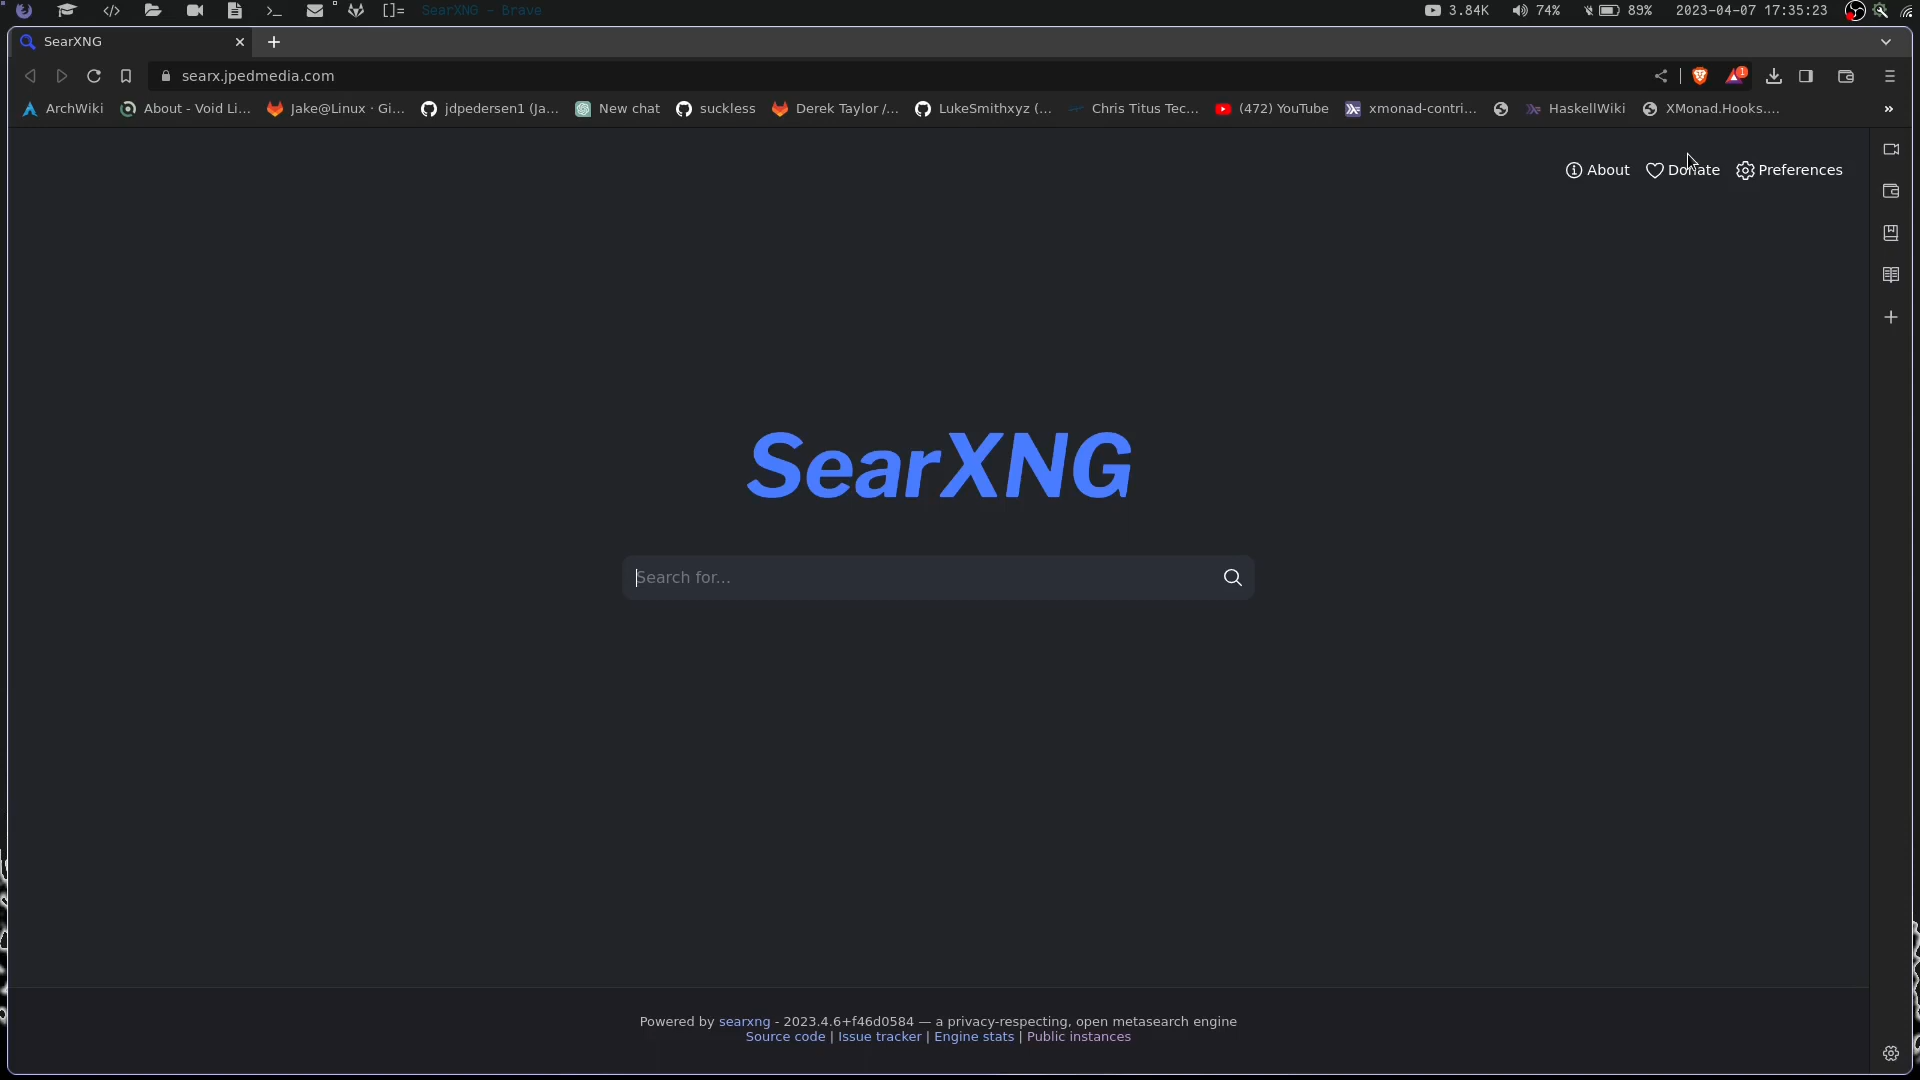 []= SearXNG - Brave 3.84K 74% 89% 2023-04-07 17:35:23
SearXNG
searx.jpedmedia.com 1
ArchWiki About - Void Li... Jake@Linux · Gi... jdpedersen1 (Ja... New chat suckless Derek Taylor /... LukeSmithxyz (... Chris Titus Tec... (472) YouTube xmonad-contri... HaskellWiki XMonad.Hooks.... »
About Donate Preferences
SearXNG
Search for...
Powered by searxng - 2023.4.6+f46d0584 — a privacy-respecting, open metasearch engine
Source code | Issue tracker | Engine stats | Public instances